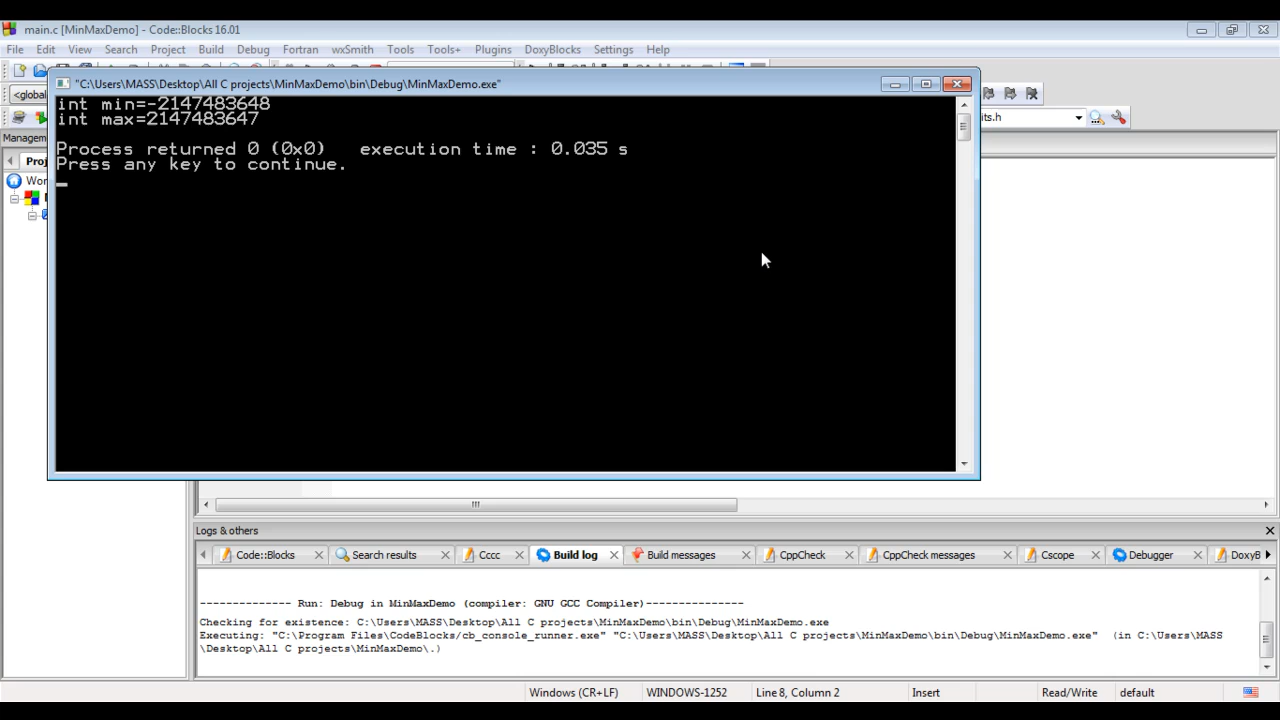 main.c [MinMaxDemo] - Code::Blocks 16.01
File Edit View Search Project Build Debug Fortran wxSmith Tools Tools+ Plugins DoxyBlocks Settings Help
"C:\Users\MASS\Desktop\All C projects\MinMaxDemo\bin\Debug\MinMaxDemo.exe"
<global
int min=-2147483648
int max=2147483647
its.h
Process returned 0 (0x0) execution time : 0.035 s
Press any key to continue.
Manageme
Proj
Wor
Logs & others
Code::Blocks Search results Cccc Build log Build messages CppCheck CppCheck messages Cscope Debugger DoxyB
-------------- Run: Debug in MinMaxDemo (compiler: GNU GCC Compiler)---------------
Checking for existence: C:\Users\MASS\Desktop\All C projects\MinMaxDemo\bin\Debug\MinMaxDemo.exe
Executing: "C:\Program Files\CodeBlocks/cb_console_runner.exe" "C:\Users\MASS\Desktop\All C projects\MinMaxDemo\bin\Debug\MinMaxDemo.exe" (in C:\Users\MASS
\Desktop\All C projects\MinMaxDemo\.)
Windows (CR+LF) WINDOWS-1252 Line 8, Column 2 Insert Read/Write default